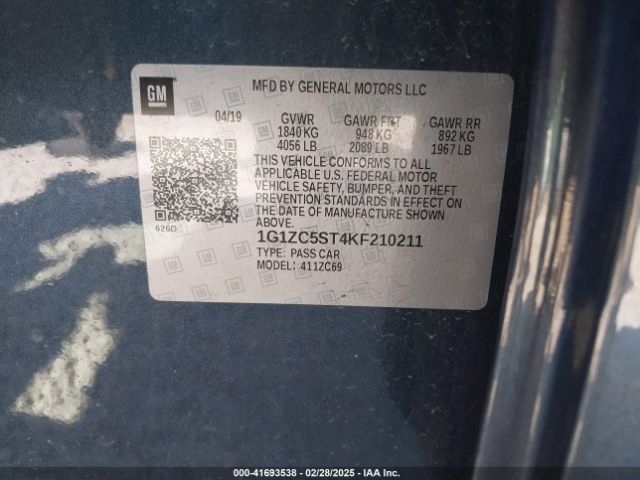 GM
MFD BY GENERAL MOTORS LLC
04/19 GVWR GAWR FRT GAWR RR
1840 KG 948 KG 892 KG
4056 LB 2089 LB 1967 LB
THIS VEHICLE CONFORMS TO ALL
APPLICABLE U.S. FEDERAL MOTOR
VEHICLE SAFETY, BUMPER, AND THEFT
PREVENTION STANDARDS IN EFFECT ON
THE DATE OF MANUFACTURE SHOWN
ABOVE.
626D
1G1ZC5ST4KF210211
TYPE: PASS CAR
MODEL: 411ZC69
000-41693538 - 02/28/2025 - IAA Inc.